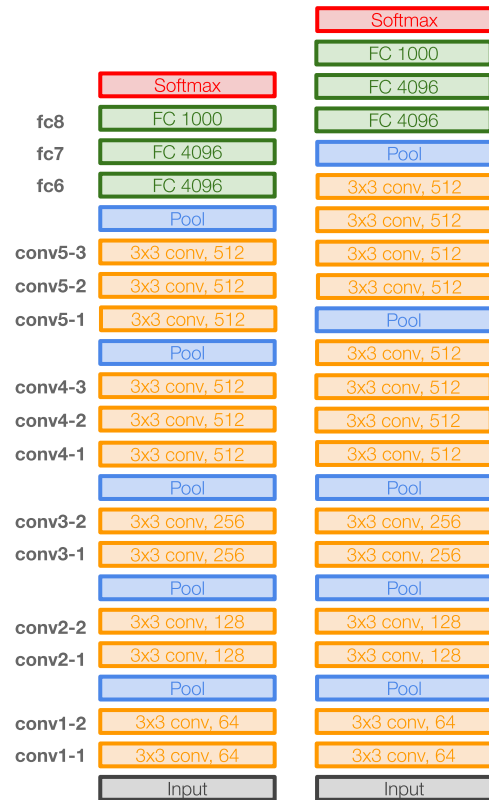 Softmax
fc8 FC 1000
fc7 FC 4096
fc6 FC 4096
Pool
conv5-3 3x3 conv, 512
conv5-2 3x3 conv, 512
conv5-1 3x3 conv, 512
Pool
conv4-3 3x3 conv, 512
conv4-2 3x3 conv, 512
conv4-1 3x3 conv, 512
Pool
conv3-2 3x3 conv, 256
conv3-1 3x3 conv, 256
Pool
conv2-2 3x3 conv, 128
conv2-1 3x3 conv, 128
Pool
conv1-2 3x3 conv, 64
conv1-1 3x3 conv, 64
Input
Softmax
FC 1000
FC 4096
FC 4096
Pool
3x3 conv, 512
3x3 conv, 512
3x3 conv, 512
3x3 conv, 512
Pool
3x3 conv, 512
3x3 conv, 512
3x3 conv, 512
3x3 conv, 512
Pool
3x3 conv, 256
3x3 conv, 256
Pool
3x3 conv, 128
3x3 conv, 128
Pool
3x3 conv, 64
3x3 conv, 64
Input